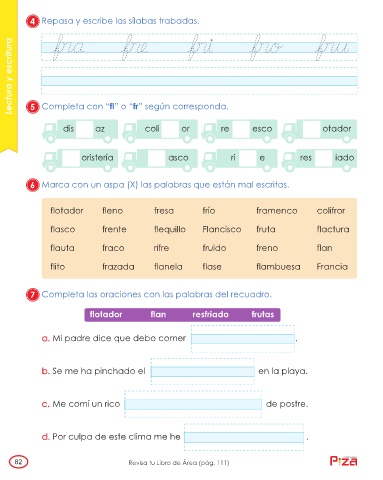 Lectura y escritura
4 Repasa y escribe las sílabas trabadas.
fra fre fri fro fru
5 Completa con “fl” o “fr” según corresponda.
dis az coli or re esco otador
oristería asco ri e res iado
6 Marca con un aspa (X) las palabras que están mal escritas.
flotador fleno fresa frío framenco colifror
flasco frente flequillo Flancisco fruta flactura
flauta fraco rifre fruido freno flan
flito frazada flanela flase flambuesa Francia
7 Completa las oraciones con las palabras del recuadro.
flotador flan resfriado frutas
a. Mi padre dice que debo comer .
b. Se me ha pinchado el en la playa.
c. Me comí un rico de postre.
d. Por culpa de este clima me he .
82 Revisa tu Libro de Área (pág. 111)